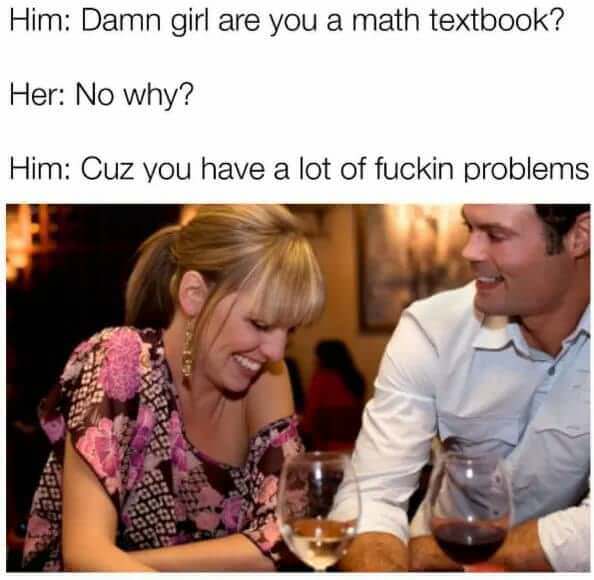 Him: Damn girl are you a math textbook?
Her: No why?
Him: Cuz you have a lot of fuckin problems